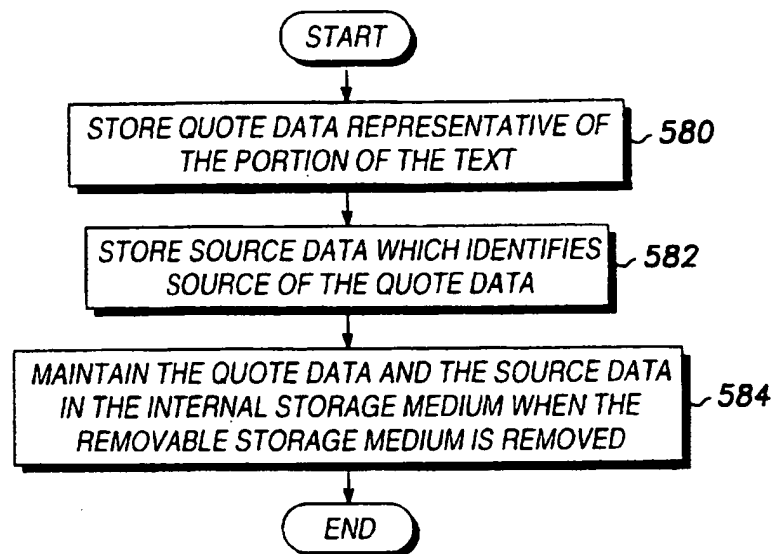 START
STORE QUOTE DATA REPRESENTATIVE OF
THE PORTION OF THE TEXT
580
STORE SOURCE DATA WHICH IDENTIFIES
SOURCE OF THE QUOTE DATA
582
MAINTAIN THE QUOTE DATA AND THE SOURCE DATA
IN THE INTERNAL STORAGE MEDIUM WHEN THE
REMOVABLE STORAGE MEDIUM IS REMOVED
584
END